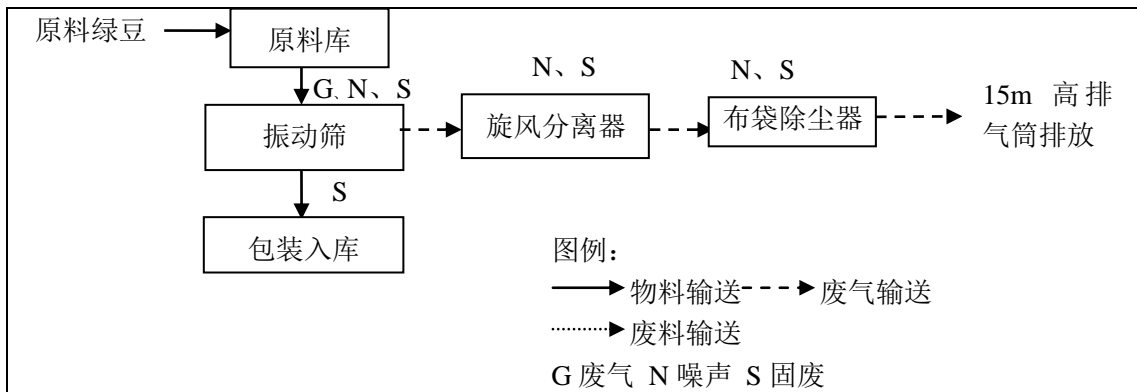 原料绿豆
原料库
G、N、S
振动筛
N、S
旋风分离器
N、S
布袋除尘器
15m 高排
气筒排放
S
包装入库
图例：
物料输送
废气输送
废料输送
G 废气 N 噪声 S 固废